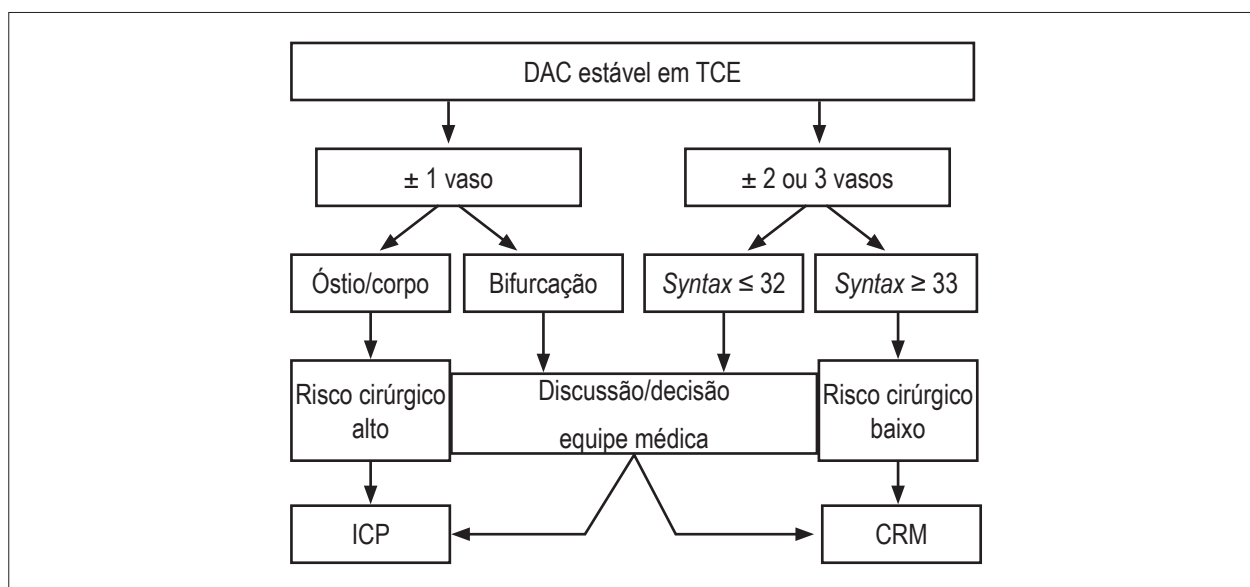 DAC estável em TCE
± 1 vaso
± 2 ou 3 vasos
Óstio/corpo
Bifurcação
Syntax ≤ 32
Syntax ≥ 33
Risco cirúrgico
alto
Discussão/decisão
equipe médica
Risco cirúrgico
baixo
ICP
CRM